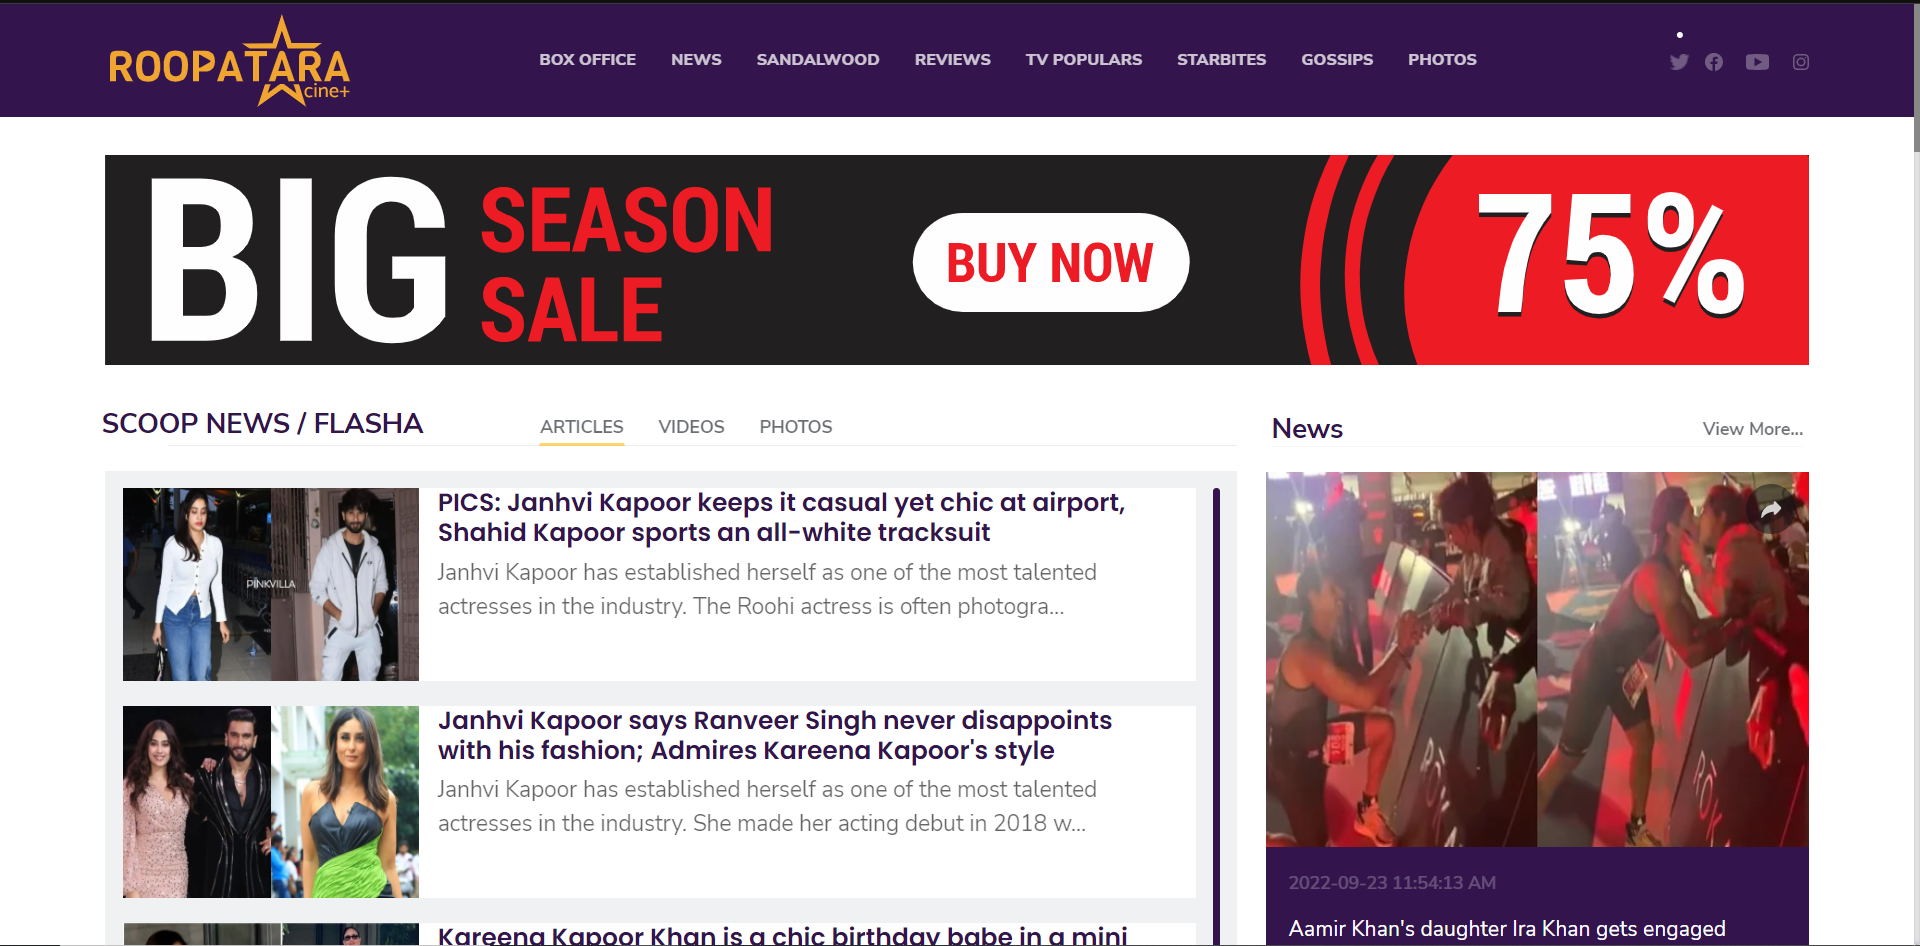 ROOPATARA
cine+
BOX OFFICE NEWS SANDALWOOD REVIEWS TV POPULARS STARBITES GOSSIPS PHOTOS
BIG SEASON SALE
BUY NOW
75%
SCOOP NEWS / FLASHA
ARTICLES VIDEOS PHOTOS
PICS: Janhvi Kapoor keeps it casual yet chic at airport,
Shahid Kapoor sports an all-white tracksuit
Janhvi Kapoor has established herself as one of the most talented
actresses in the industry. The Roohi actress is often photogra...
PINKVILLA
Janhvi Kapoor says Ranveer Singh never disappoints
with his fashion; Admires Kareena Kapoor's style
Janhvi Kapoor has established herself as one of the most talented
actresses in the industry. She made her acting debut in 2018 w...
Kareena Kapoor Khan is a chic birthday babe in a mini
News
View More...
2022-09-23 11:54:13 AM
Aamir Khan's daughter Ira Khan gets engaged